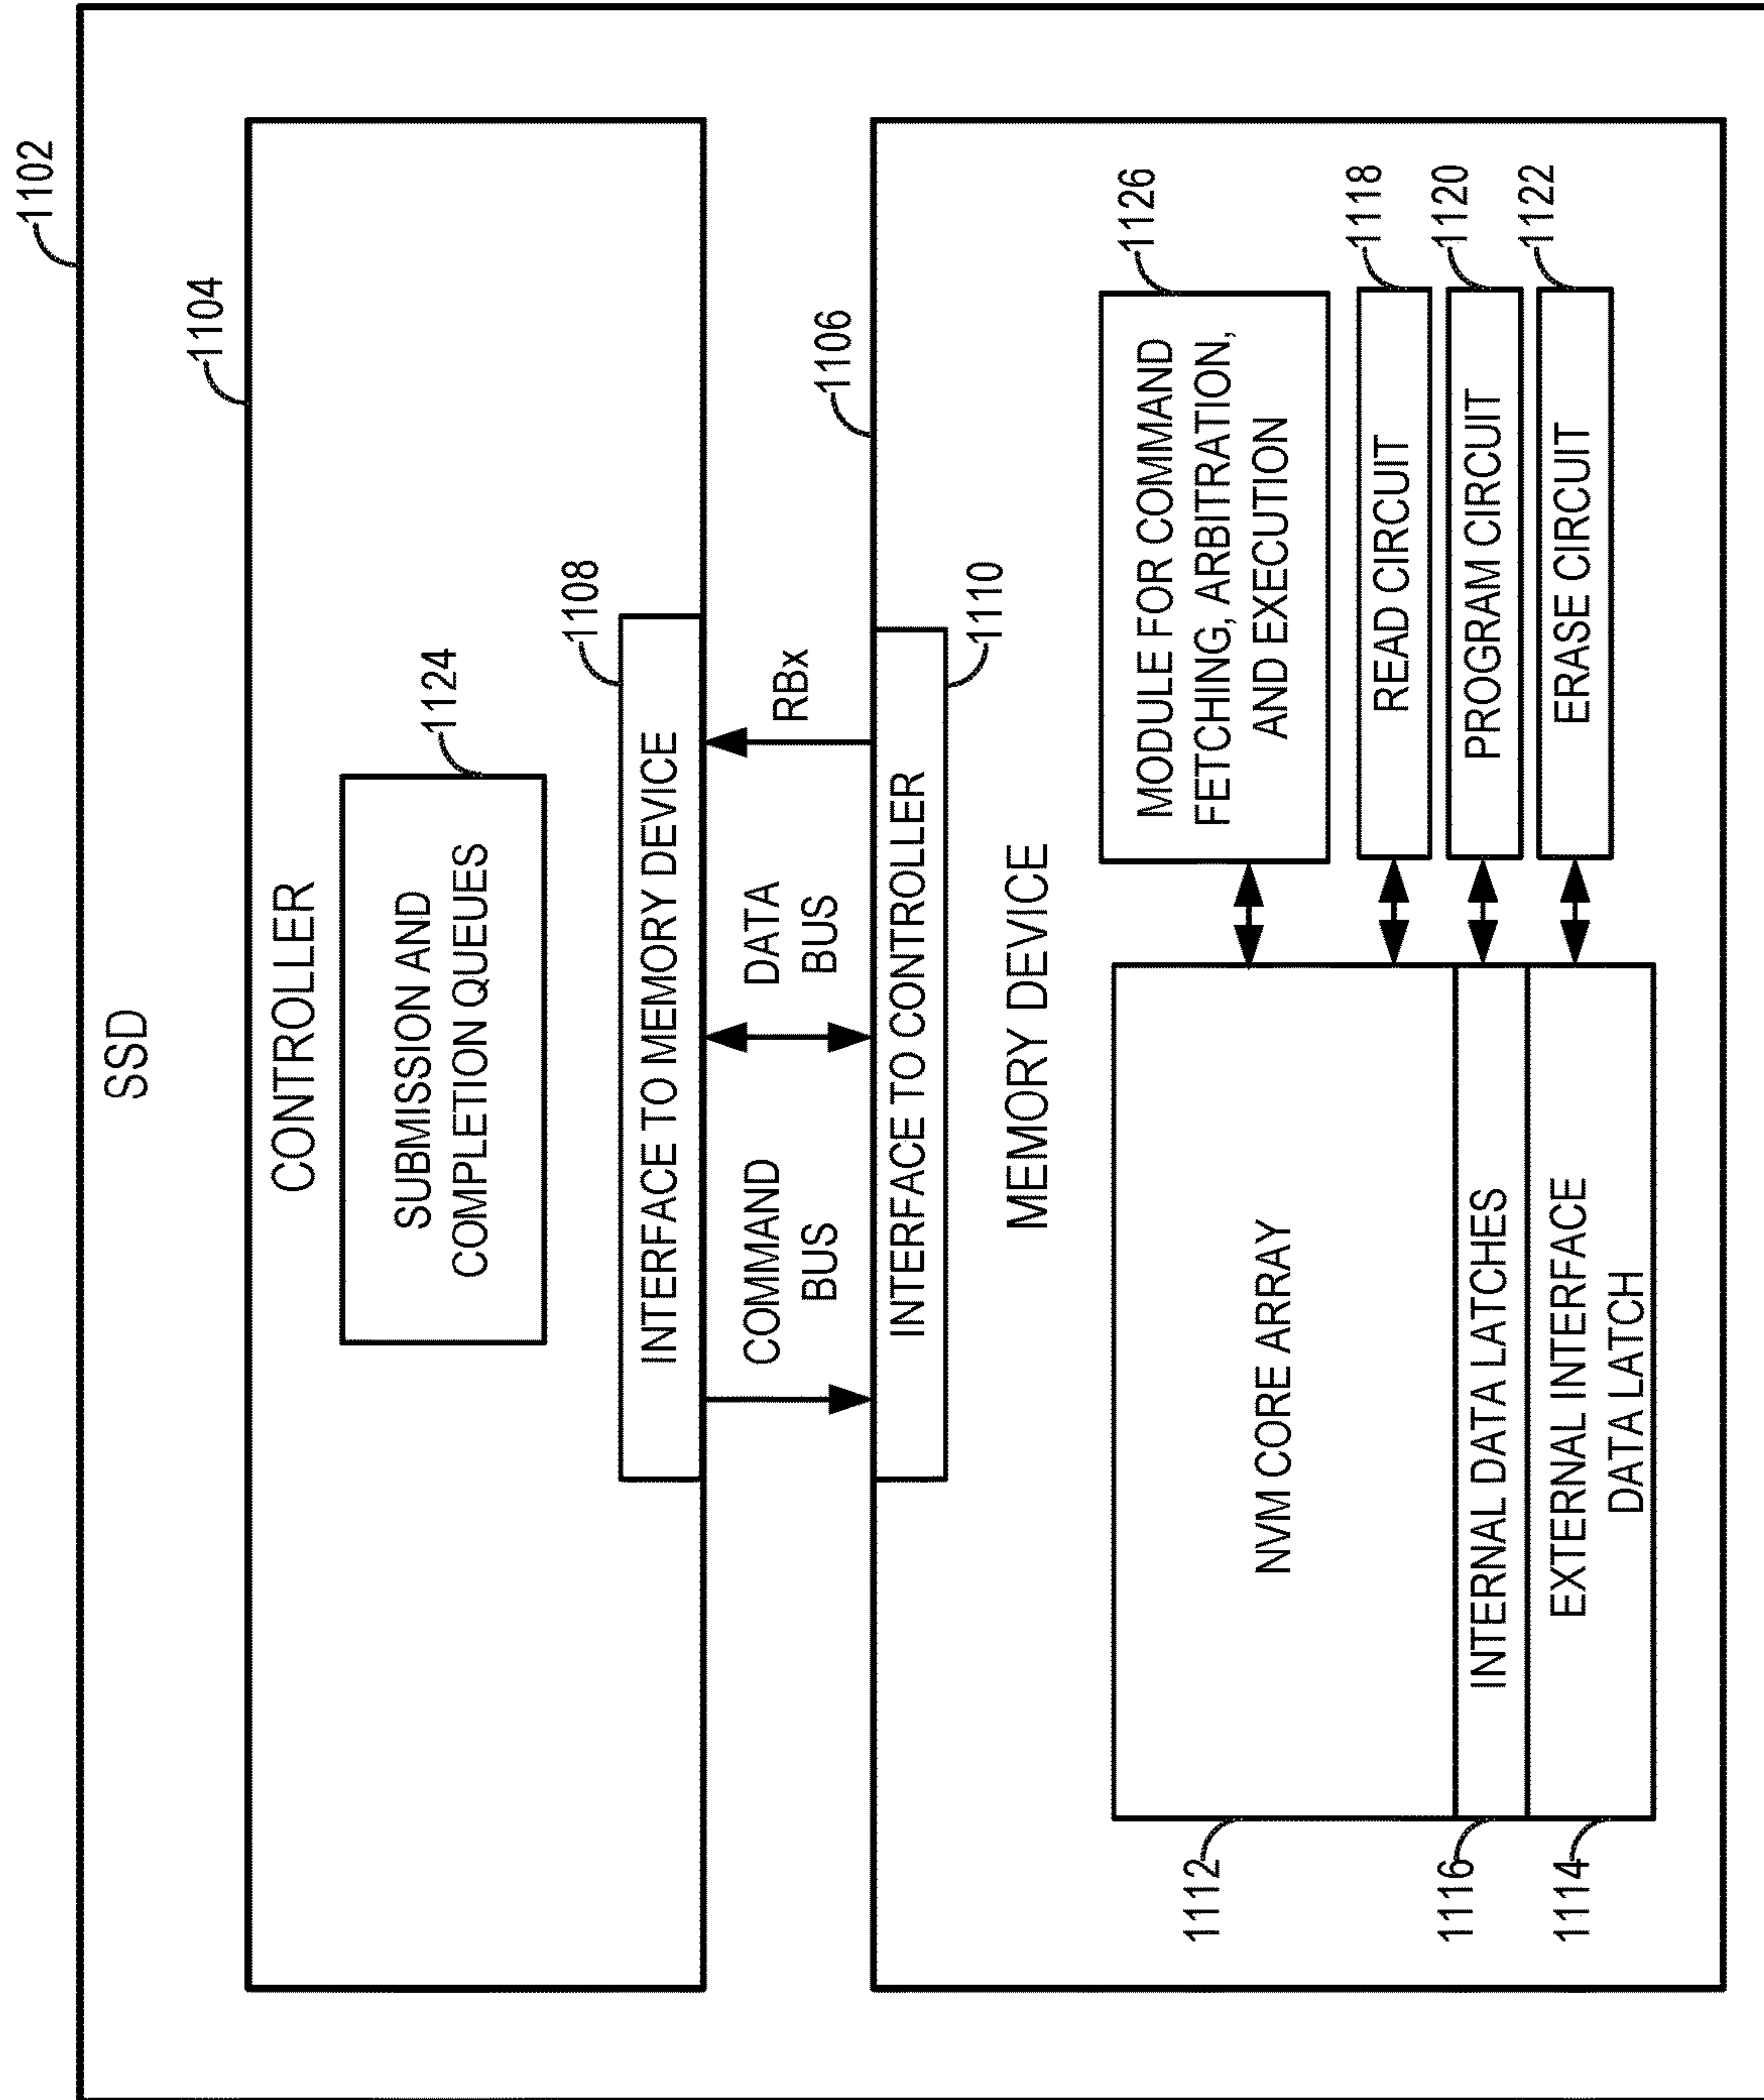 1102
SSD
1104
CONTROLLER
1124
SUBMISSION AND
COMPLETION QUEUES
1108
INTERFACE TO MEMORY DEVICE
COMMAND
BUS
DATA
BUS
RBx
1106
INTERFACE TO CONTROLLER
1110
MEMORY DEVICE
1112
NVM CORE ARRAY
1116
INTERNAL DATA LATCHES
1114
EXTERNAL INTERFACE
DATA LATCH
1126
MODULE FOR COMMAND
FETCHING, ARBITRATION,
AND EXECUTION
1118
READ CIRCUIT
1120
PROGRAM CIRCUIT
1122
ERASE CIRCUIT